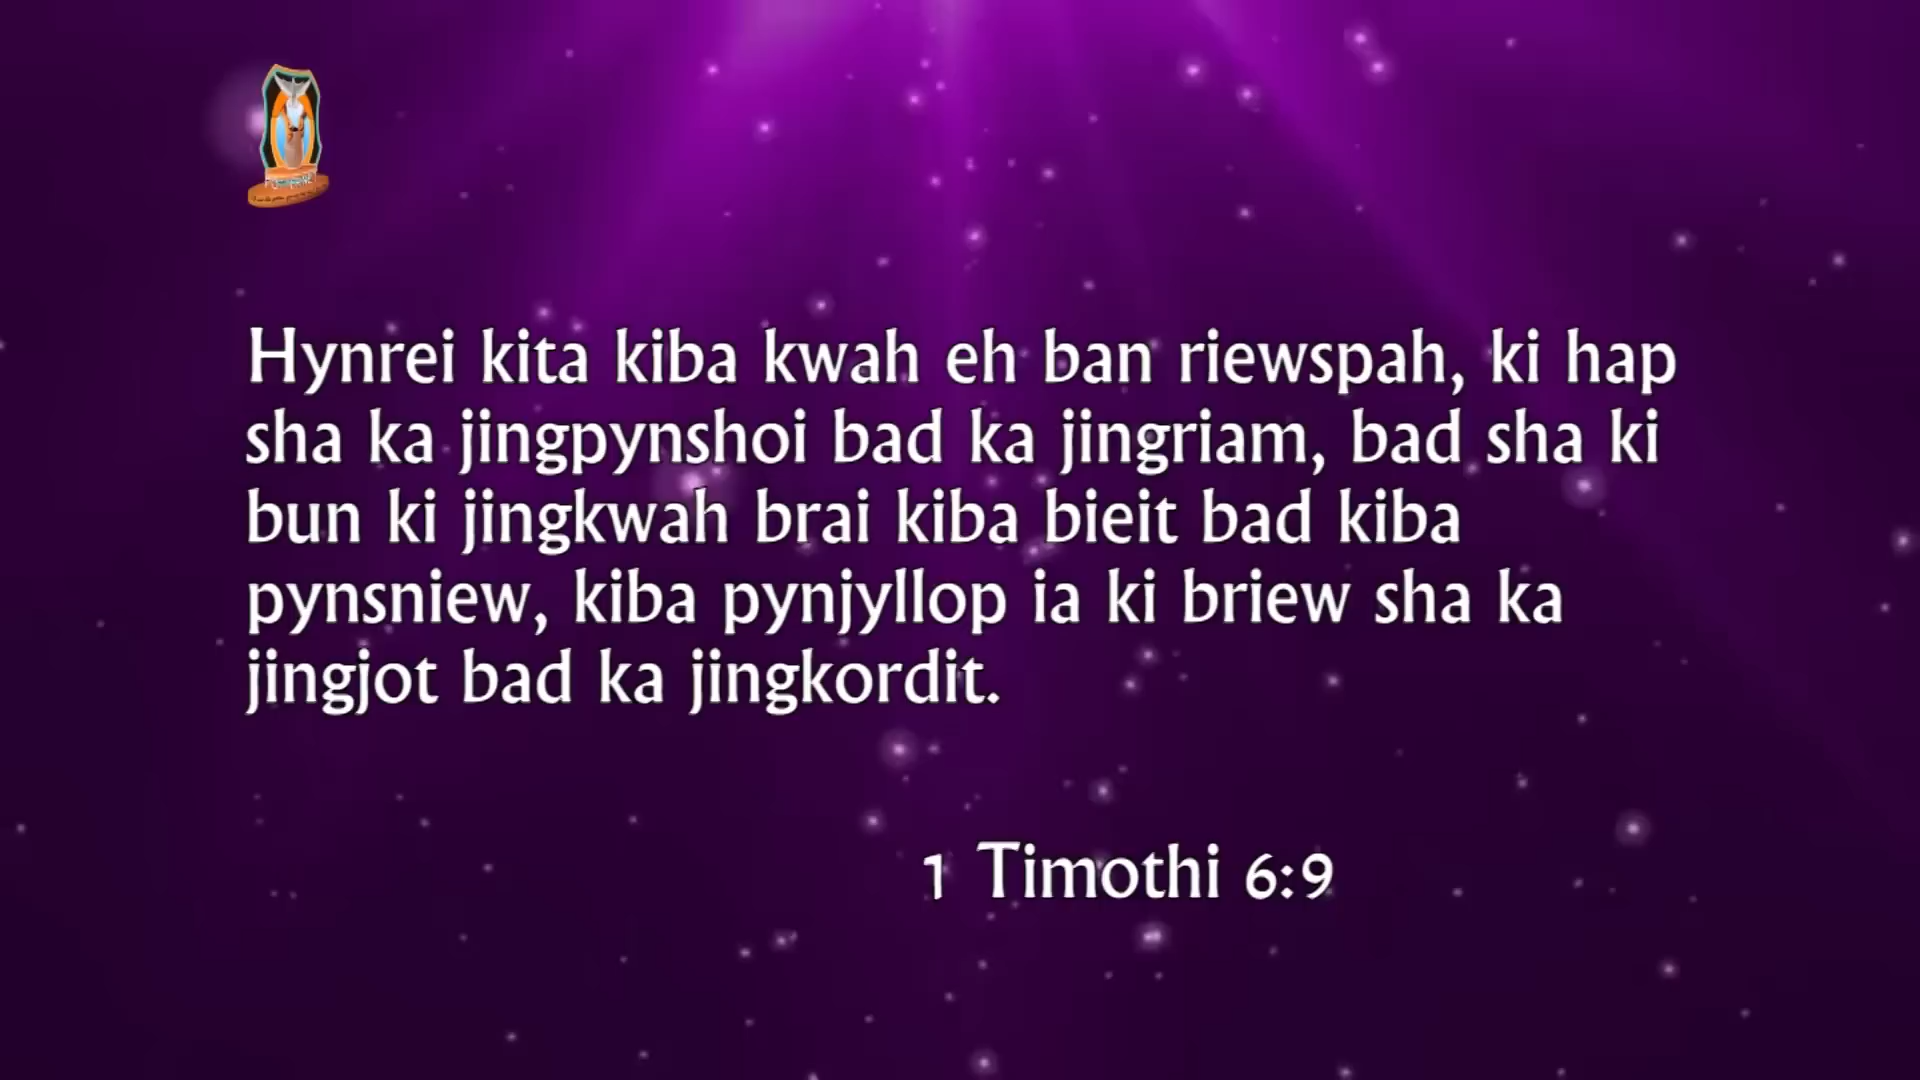 Hynrei kita kiba kwah eh ban riewspah, ki hap
sha ka jingpynshoi bad ka jingriam, bad sha ki
bun ki jingkwah brai kiba bieit bad kiba
pynsniew, kiba pynjyllop ia ki briew sha ka
jingjot bad ka jingkordit.
1 Timothi 6:9